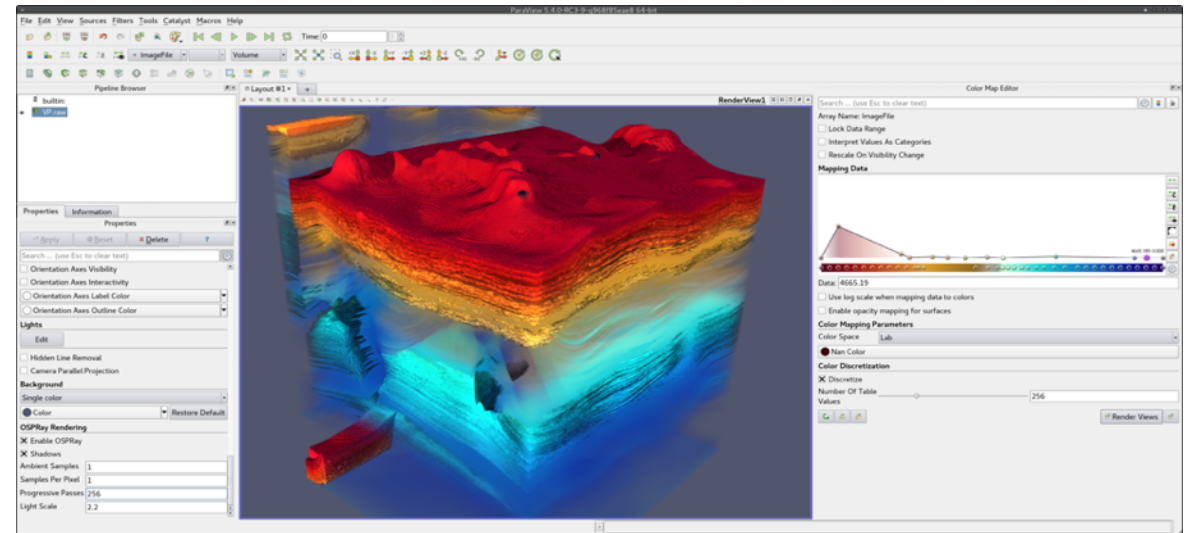 ParaView 5.4.0-RC3-9-g968f85eae8 64-bit
File Edit View Sources Filters Tools Catalyst Macros Help
Time: 0
ImageFile Volume
Pipeline Browser
builtin:
VP.raw
Layout #1
RenderView1
Properties Information
Properties
Apply Reset Delete ?
Search ... (use Esc to clear text)
Orientation Axes Visibility
Orientation Axes Interactivity
Orientation Axes Label Color
Orientation Axes Outline Color
Lights
Edit
Hidden Line Removal
Camera Parallel Projection
Background
Single color
Color Restore Default
OSPRay Rendering
Enable OSPRay
Shadows
Ambient Samples 1
Samples Per Pixel 1
Progressive Passes 256
Light Scale 2.2
Color Map Editor
Search ... (use Esc to clear text)
Array Name: ImageFile
Lock Data Range
Interpret Values As Categories
Rescale On Visibility Change
Mapping Data
Data: 4665.19
Use log scale when mapping data to colors
Enable opacity mapping for surfaces
Color Mapping Parameters
Color Space Lab
Nan Color
Color Discretization
Discretize
Number Of Table
Values
256
Render Views